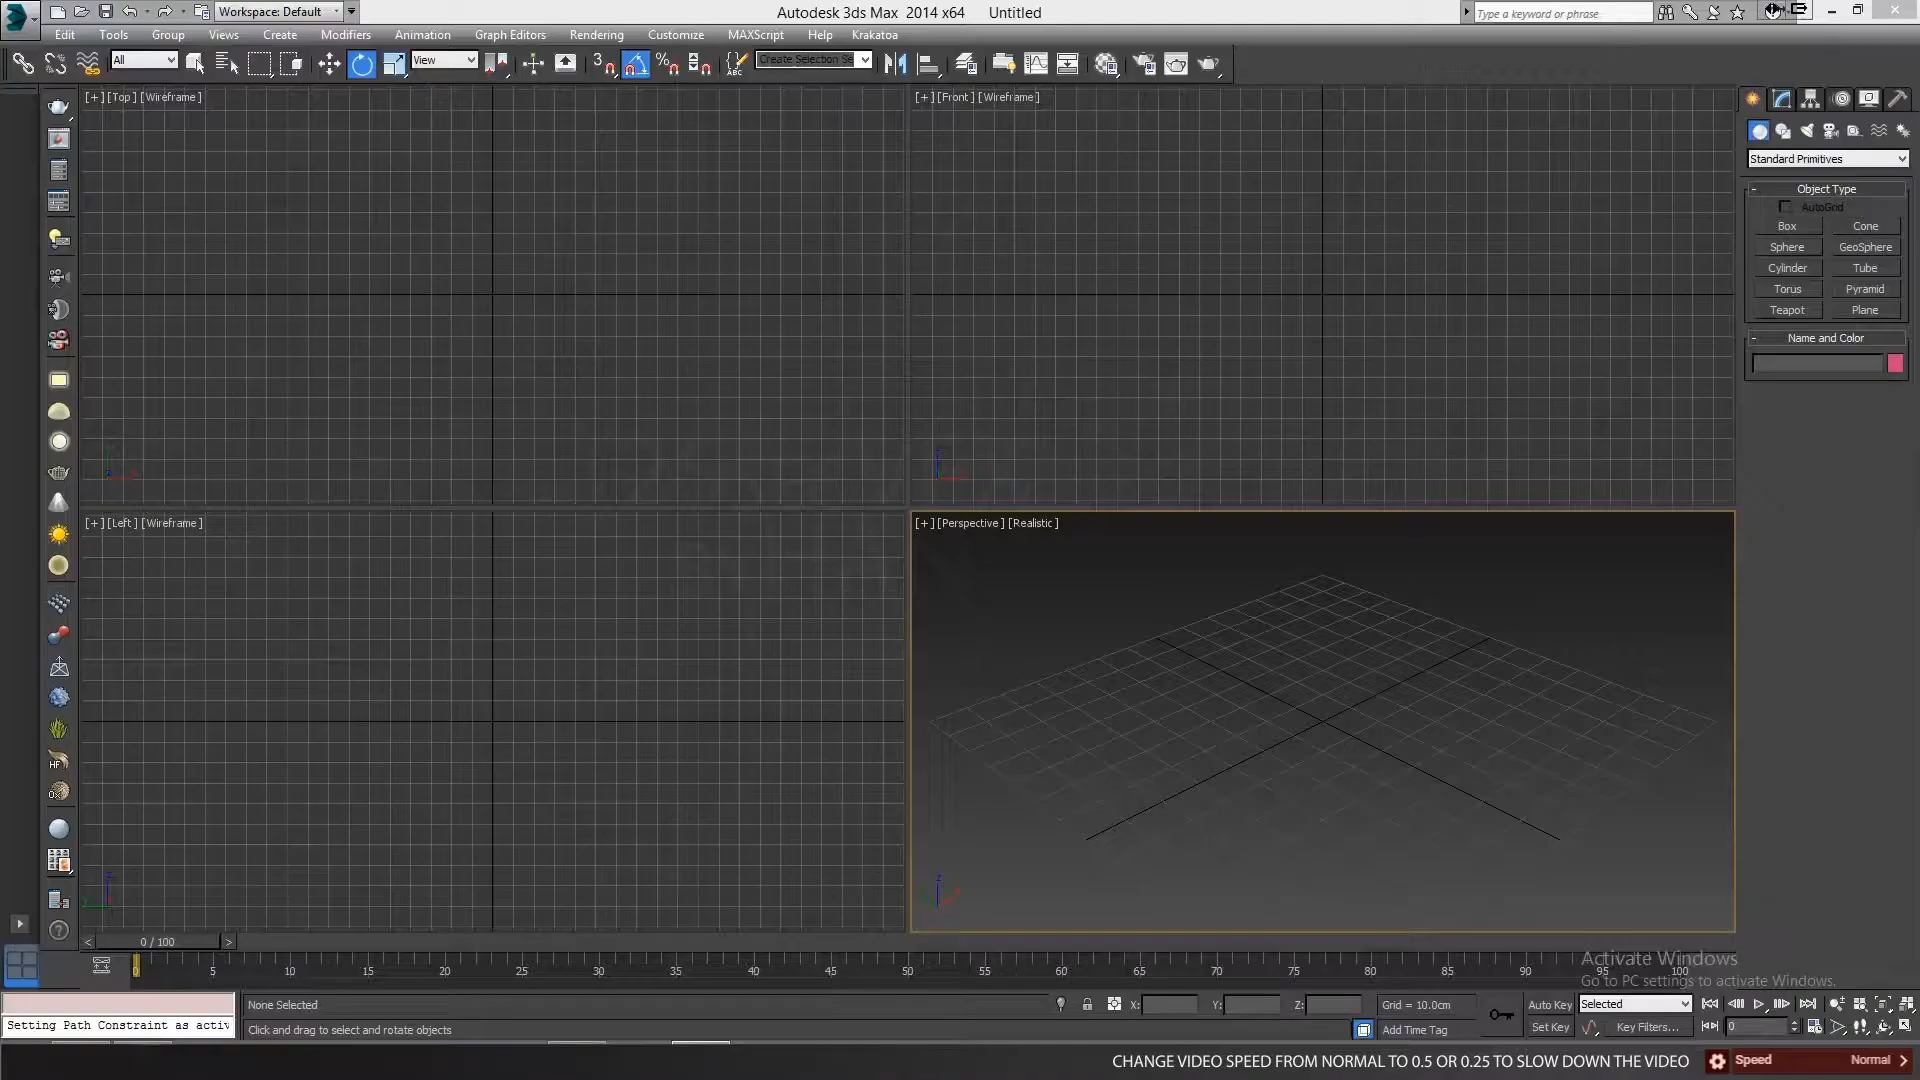 Workspace: Default
Autodesk 3ds Max 2014 x64 Untitled
Type a keyword or phrase
Edit Tools Group Views Create Modifiers Animation Graph Editors Rendering Customize MAXScript Help Krakatoa
All
View
3
%
ABC
Create Selection Se
[+] [Top ] [Wireframe ]
[+] [Front ] [Wireframe ]
Standard Primitives
- Object Type
AutoGrid
Box Cone
Sphere GeoSphere
Cylinder Tube
Torus Pyramid
Teapot Plane
- Name and Color
[+] [Left ] [Wireframe ]
[+] [Perspective ] [Realistic ]
HF
z
z
< 0 / 100 >
0 5 10 15 20 25 30 35 40 45 50 55 60 65 70 75 80 85 90 95 100
Activate Windows
Go to PC settings to activate Windows.
None Selected
X: Y: Z: Grid = 10.0cm
Auto Key Selected
Setting Path Constraint as activ
Click and drag to select and rotate objects
Add Time Tag
Set Key Key Filters... 0
CHANGE VIDEO SPEED FROM NORMAL TO 0.5 OR 0.25 TO SLOW DOWN THE VIDEO
Speed Normal